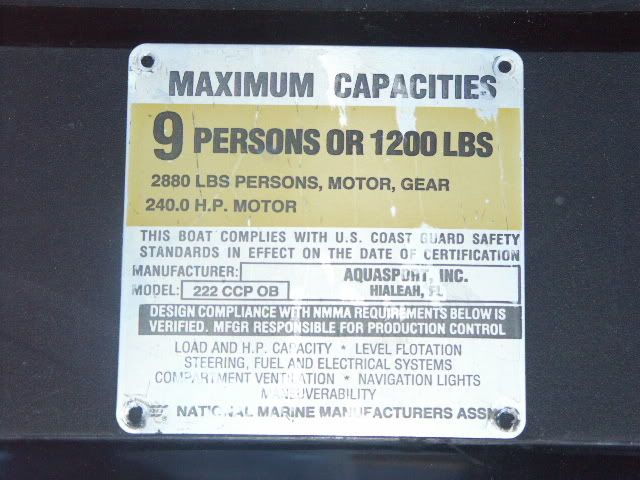 MAXIMUM CAPACITIES
9 PERSONS OR 1200 LBS
2880 LBS PERSONS, MOTOR, GEAR
240.0 H.P. MOTOR
THIS BOAT COMPLIES WITH U.S. COAST GUARD SAFETY
STANDARDS IN EFFECT ON THE DATE OF CERTIFICATION
MANUFACTURER: AQUASPORT, INC.
MODEL: 222 CCP OB HIALEAH, FL
DESIGN COMPLIANCE WITH NMMA REQUIREMENTS BELOW IS
VERIFIED. MFGR RESPONSIBLE FOR PRODUCTION CONTROL
LOAD AND H.P. CAPACITY * LEVEL FLOTATION
STEERING, FUEL AND ELECTRICAL SYSTEMS
COMPARTMENT VENTILATION * NAVIGATION LIGHTS
MANEUVERABILITY
NATIONAL MARINE MANUFACTURERS ASSN